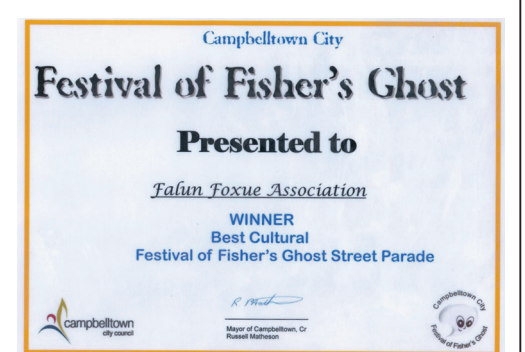 Campbelltown City
Festival of Fisher's Ghost
Presented to
Falun Foxue Association
WINNER
Best Cultural
Festival of Fisher's Ghost Street Parade
campbelltown
city council
Mayor of Campbelltown, Cr
Russell Matheson
Campbelltown City
Festival of Fisher's Ghost